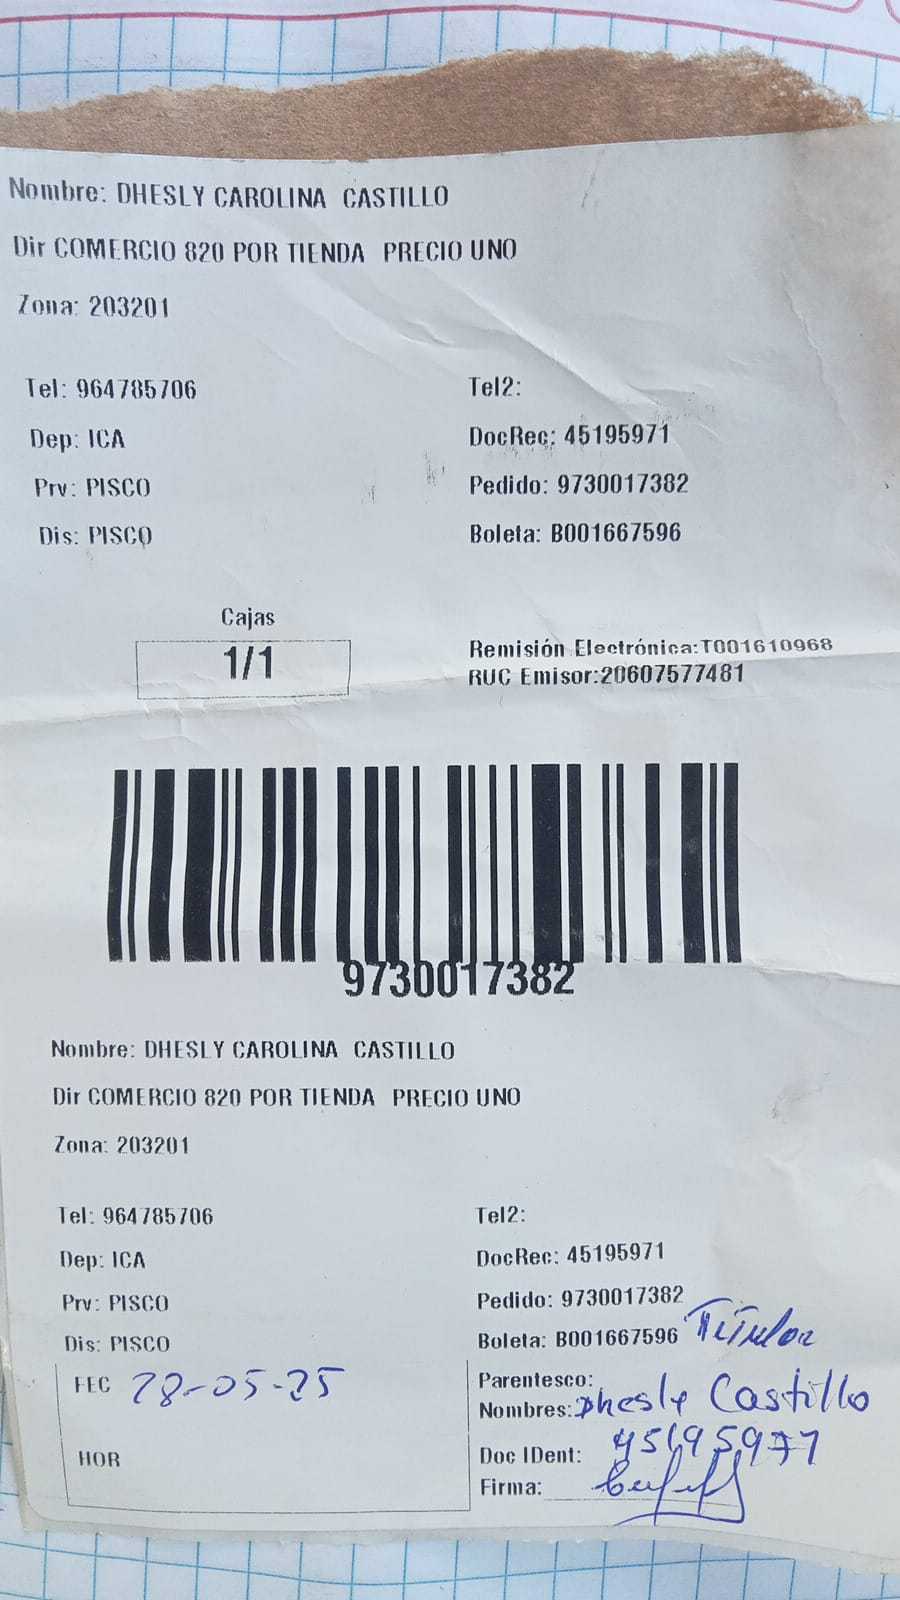 Nombre: DHESLY CAROLINA CASTILLO
Dir COMERCIO 820 POR TIENDA PRECIO UNO
Zona: 203201
Tel: 964785706 Tel2:
Dep: ICA DocRec: 45195971
Prv: PISCO Pedido: 9730017382
Dis: PISCO Boleta: B001667596
Cajas
1/1
Remisión Electrónica:T001610968
RUC Emisor:20607577481
9730017382
Nombre: DHESLY CAROLINA CASTILLO
Dir COMERCIO 820 POR TIENDA PRECIO UNO
Zona: 203201
Tel: 964785706 Tel2:
Dep: ICA DocRec: 45195971
Prv: PISCO Pedido: 9730017382
Dis: PISCO Boleta: B001667596
Titular
FEC 28-05-25 Parentesco:
Nombres: Dhesly Castillo
HOR Doc IDent: 45195971
Firma: